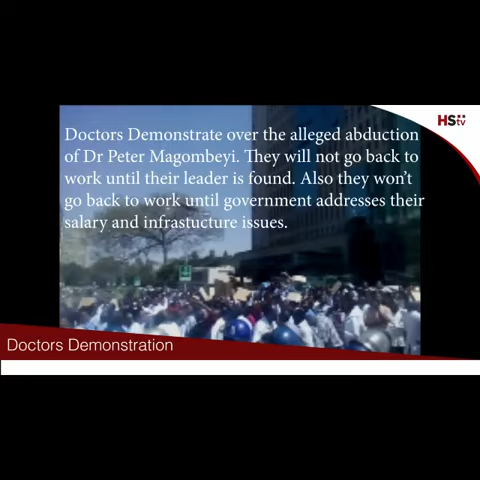 HS tv
Doctors Demonstrate over the alleged abduction
of Dr Peter Magombeyi. They will not go back to
work until their leader is found. Also they won't
go back to work until government addresses their
salary and infrastucture issues.
Doctors Demonstration